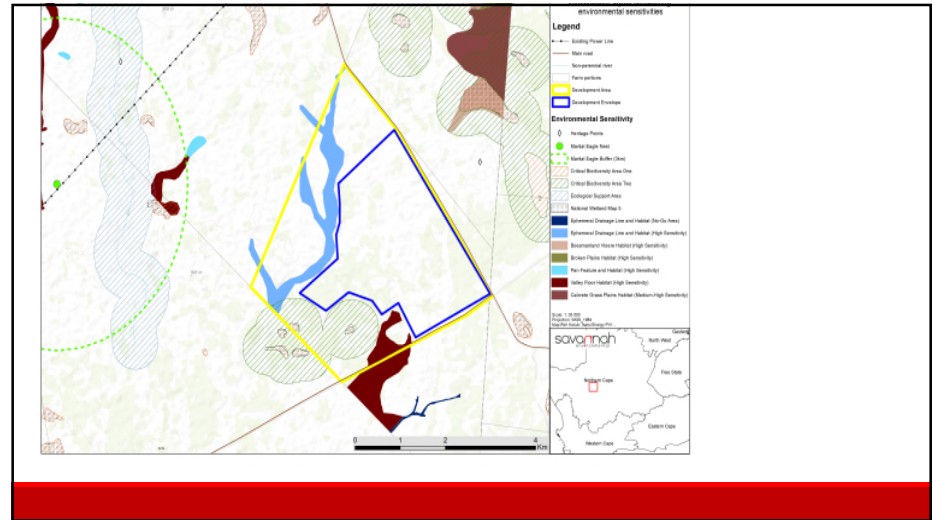 environmental sensitivities
Legend
Existing Power Line
Main road
Non-perennial river
Farm portions
Development Area
Development Envelope
Environmental Sensitivity
Heritage Points
Martial Eagle Nest
Martial Eagle Buffer (3km)
Critical Biodiversity Area One
Critical Biodiversity Area Two
Ecological Support Area
National Wetland Map 5
Ephemeral Drainage Line and Habitat (No-Go Area)
Ephemeral Drainage Line and Habitat (High Sensitivity)
Broken Plains Habitat (High Sensitivity)
Pan Feature and Habitat (High Sensitivity)
Valley Floor Habitat (High Sensitivity)
Calcrete Grass Plains Habitat (Medium-High Sensitivity)
savannah
environmental
North West
Free State
Northern Cape
Eastern Cape
Western Cape
0 1 2 4
Km